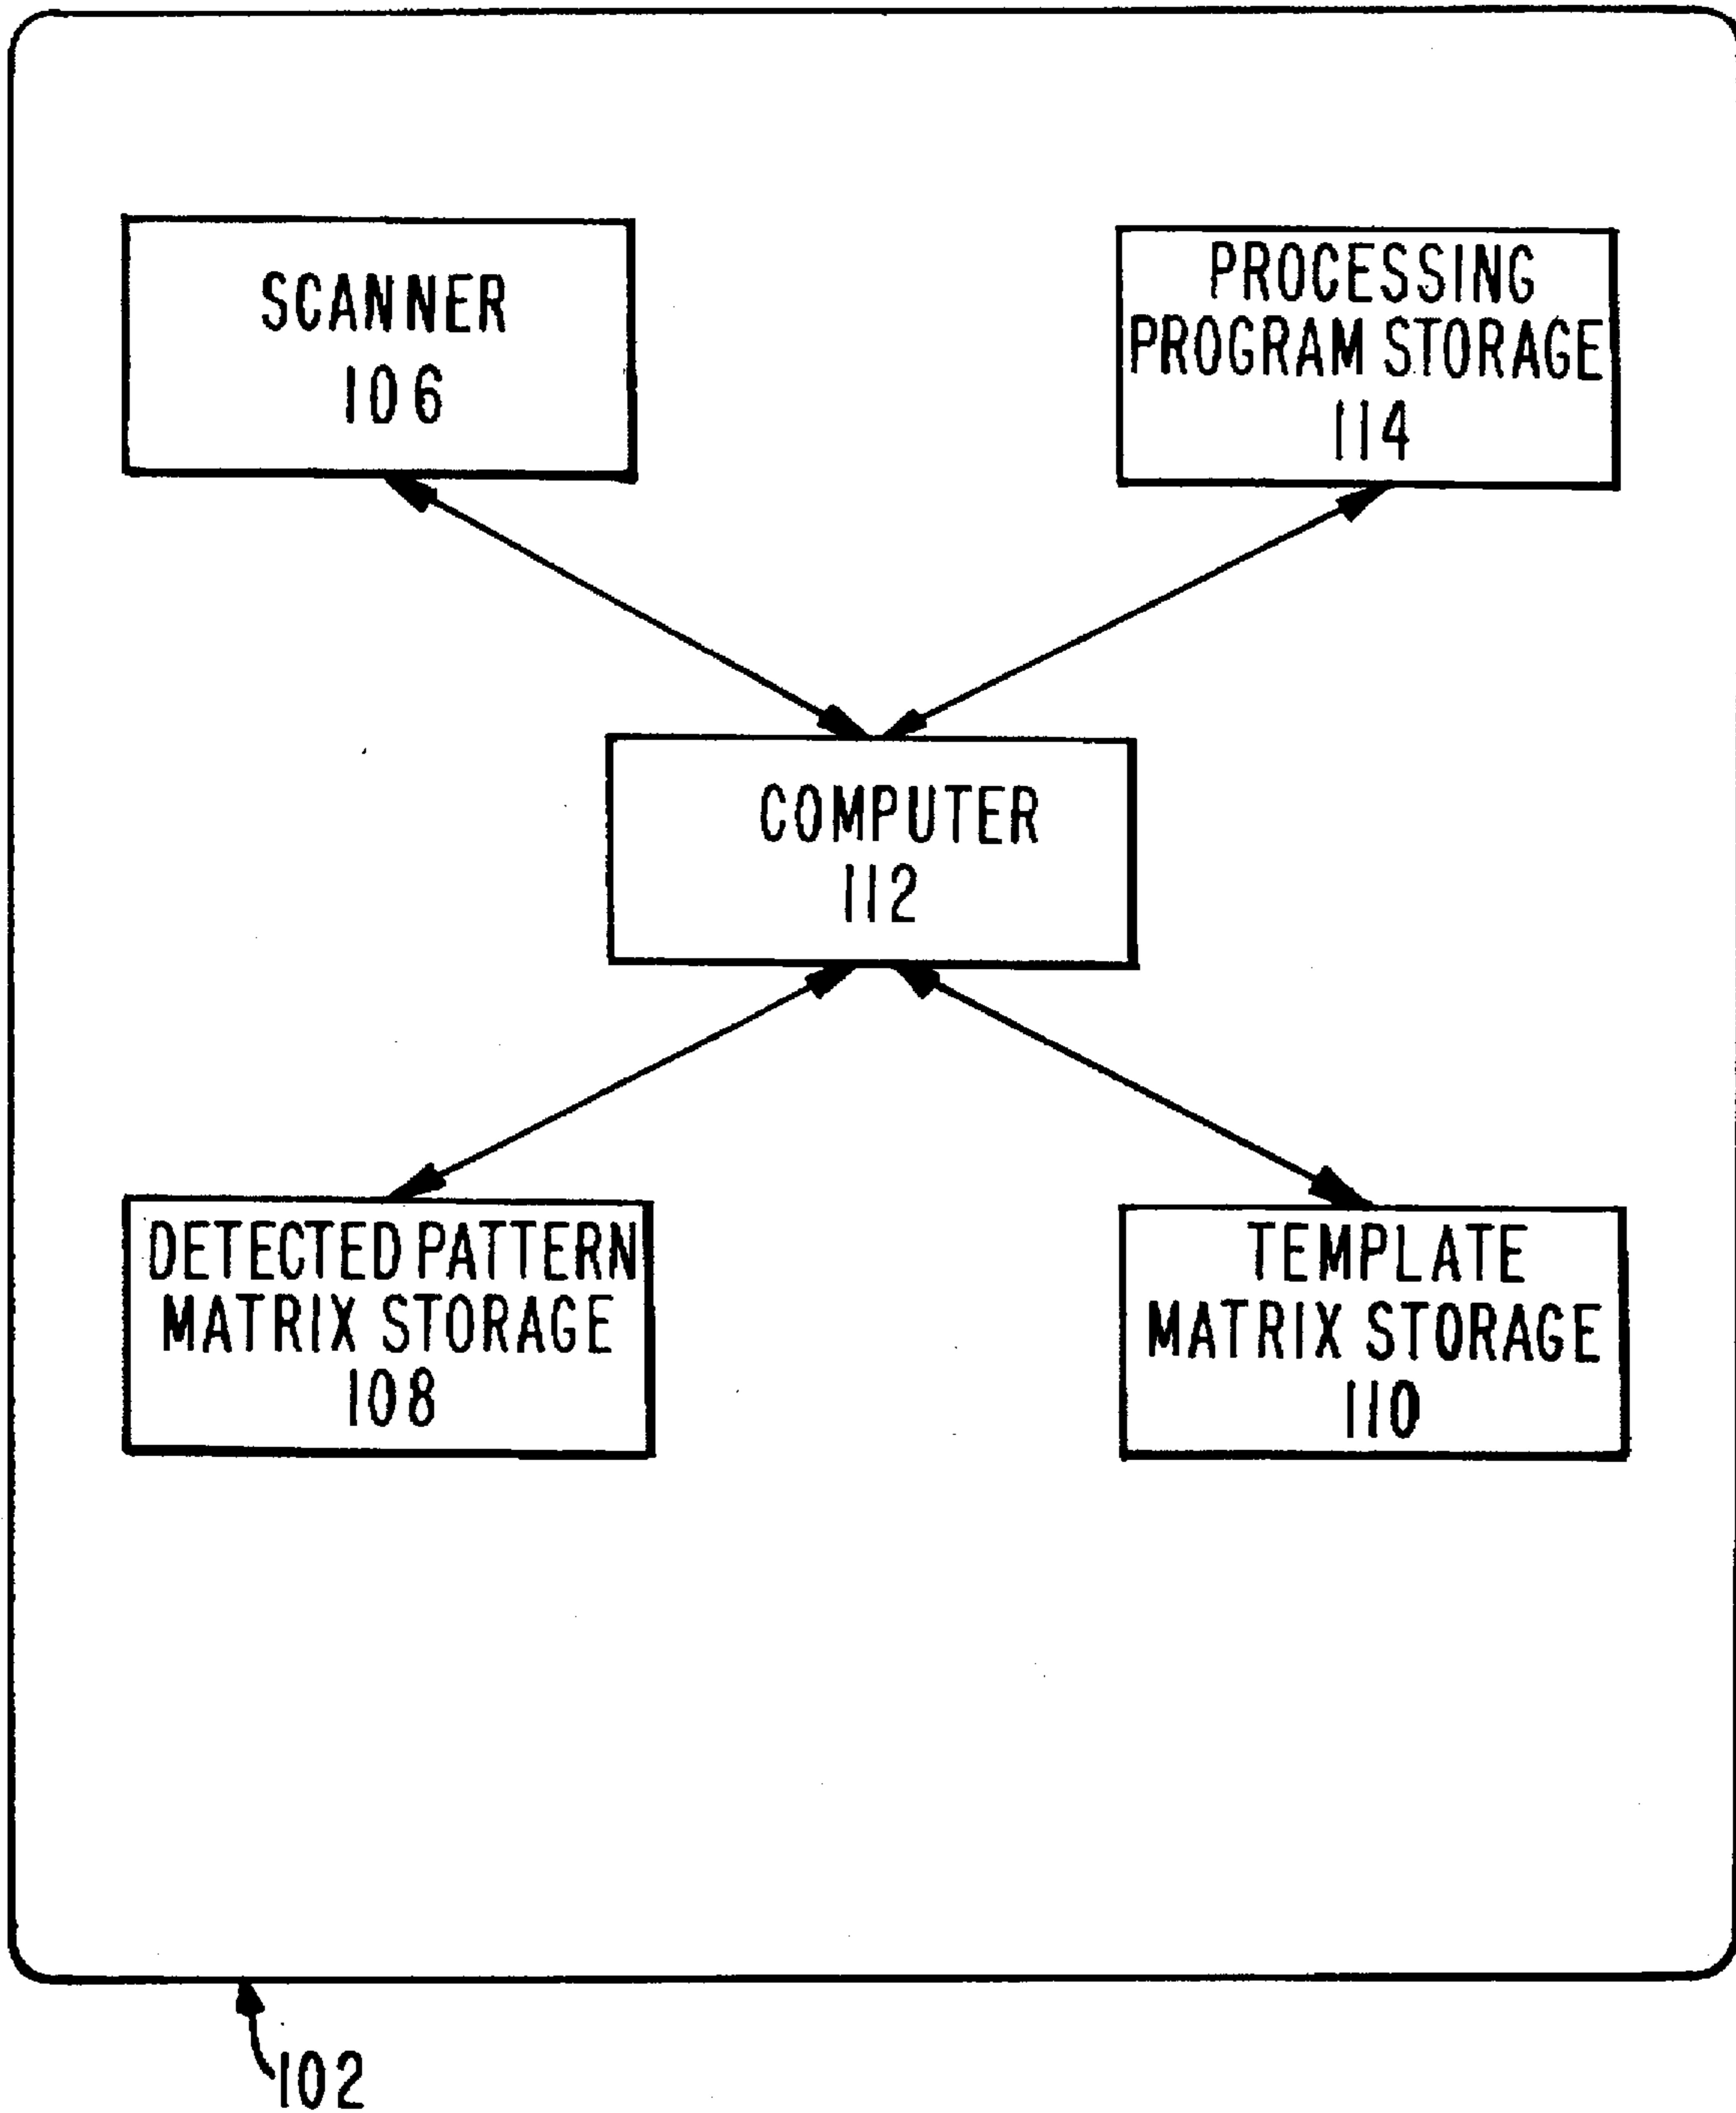 SCANNER
106
PROCESSING
PROGRAM STORAGE
114
COMPUTER
112
DETECTED PATTERN
MATRIX STORAGE
108
TEMPLATE
MATRIX STORAGE
110
102